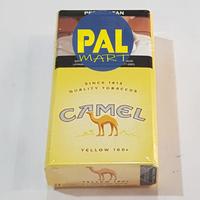 PAL
MART
SINCE 1913
QUALITY TOBACCOS
CAMEL
YELLOW 100s